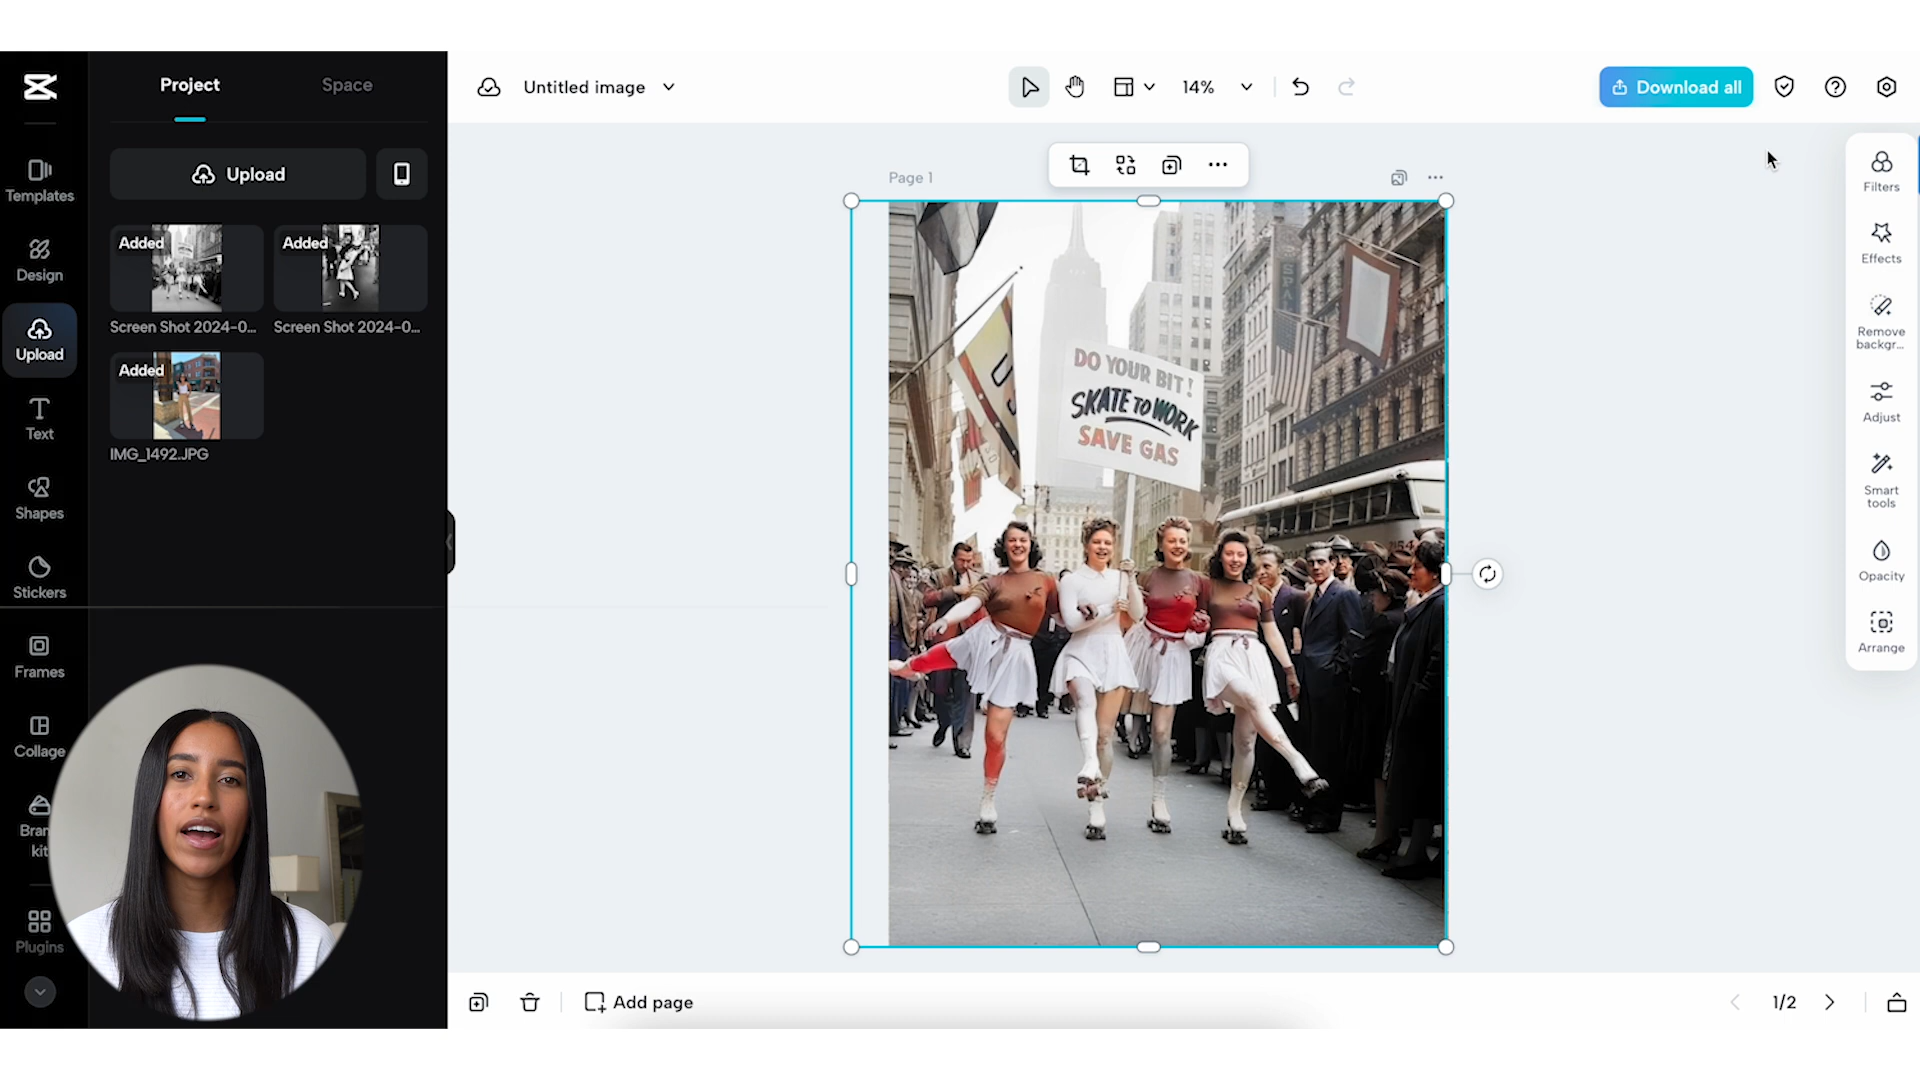 Project
Space
Untitled image
14%
Download all
Templates
Design
Upload
Text
Shapes
Stickers
Frames
Collage
Bran
kit
Plugins
Upload
Added
Added
Screen Shot 2024-0...
Screen Shot 2024-0...
Added
IMG_1492.JPG
Page 1
DO YOUR BIT!
SKATE TO WORK
SAVE GAS
Filters
Effects
Remove
backgr...
Adjust
Smart
tools
Opacity
Arrange
Add page
1/2